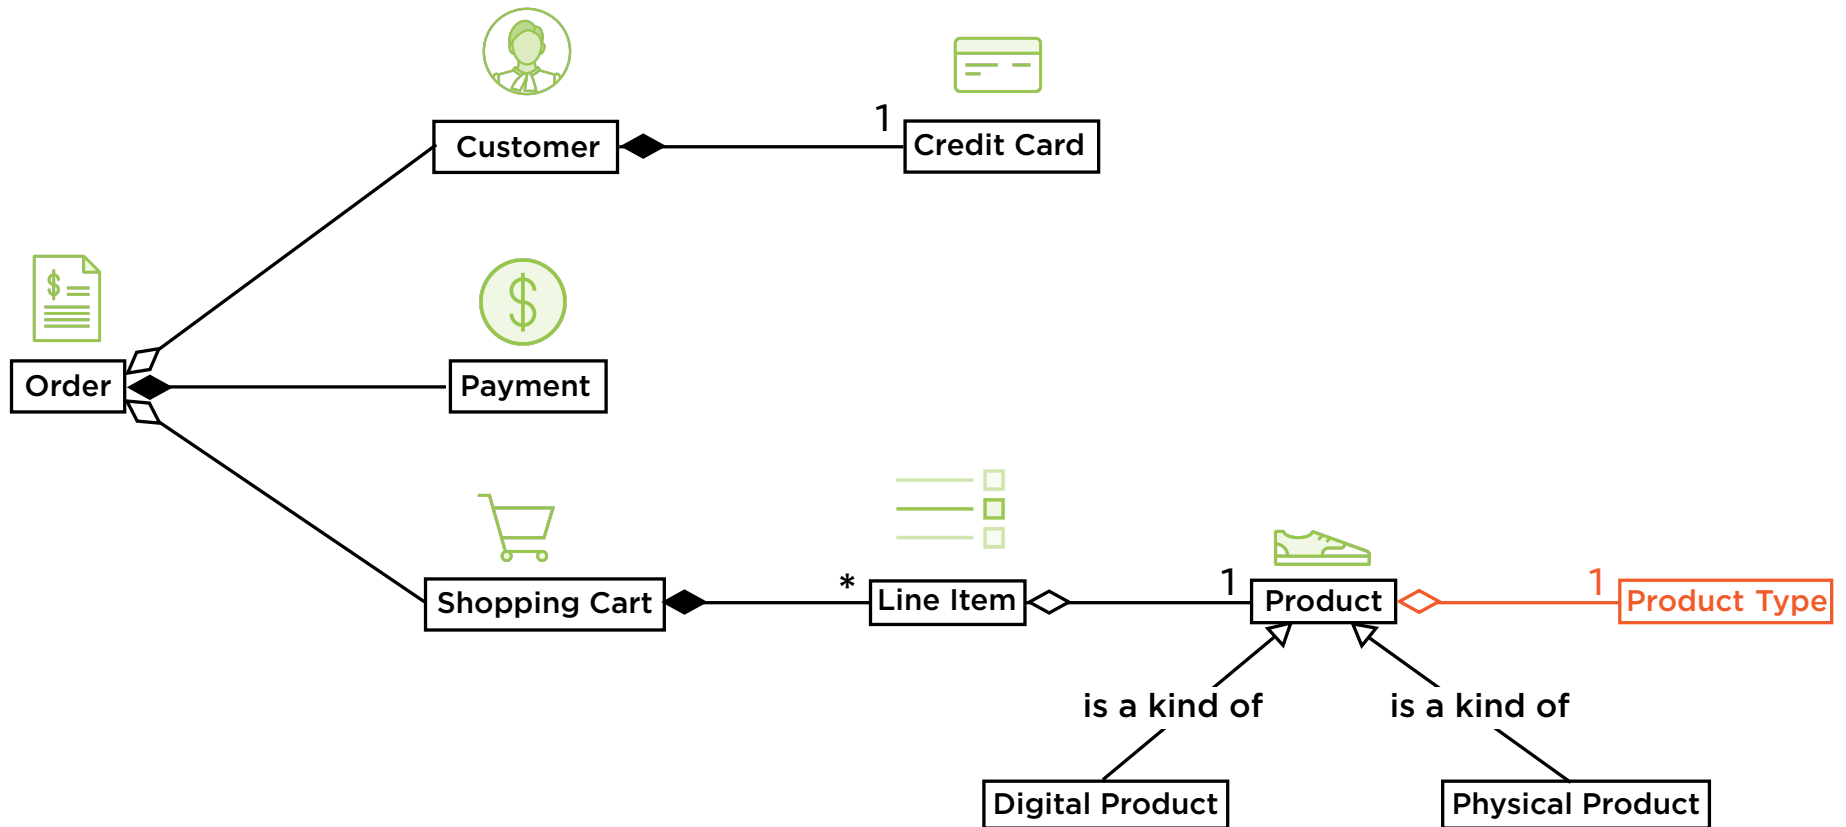 Customer
1
Credit Card
$
$
Order
Payment
Shopping Cart
*
Line Item
1
Product
1
Product Type
is a kind of
is a kind of
Digital Product
Physical Product